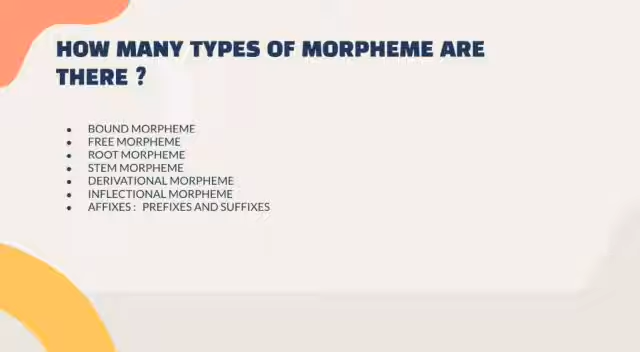 HOW MANY TYPES OF MORPHEME ARE
THERE ?
● BOUND MORPHEME
● FREE MORPHEME
● ROOT MORPHEME
● STEM MORPHEME
● DERIVATIONAL MORPHEME
● INFLECTIONAL MORPHEME
● AFFIXES : PREFIXES AND SUFFIXES